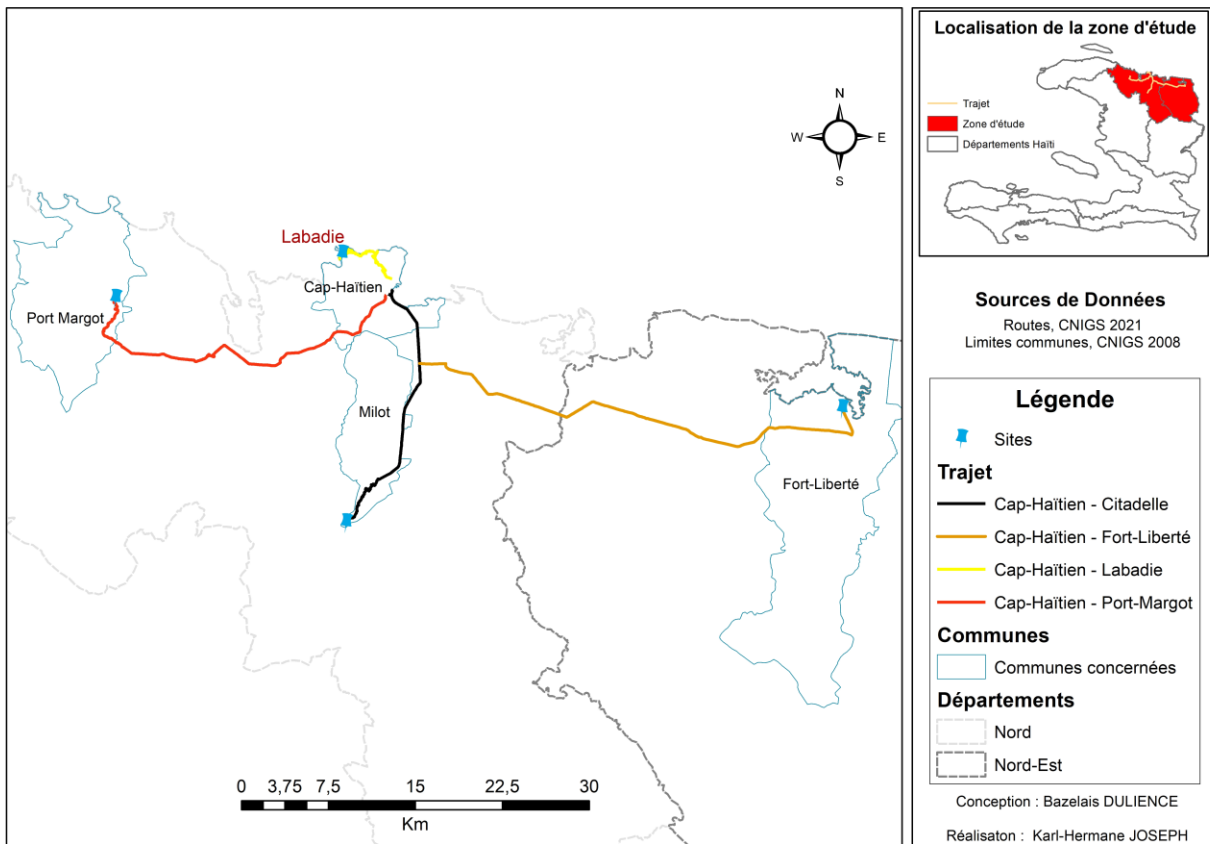 N
W E
S
Labadie
Cap-Haïtien
Port Margot
Milot
Fort-Liberté
0 3,75 7,5 15 22,5 30
Km
Localisation de la zone d'étude
Trajet
Zone d'étude
Départements Haïti
Sources de Données
Routes, CNIGS 2021
Limites communes, CNIGS 2008
Légende
Sites
Trajet
Cap-Haïtien - Citadelle
Cap-Haïtien - Fort-Liberté
Cap-Haïtien - Labadie
Cap-Haïtien - Port-Margot
Communes
Communes concernées
Départements
Nord
Nord-Est
Conception : Bazelais DULIENCE
Réalisaton : Karl-Hermane JOSEPH